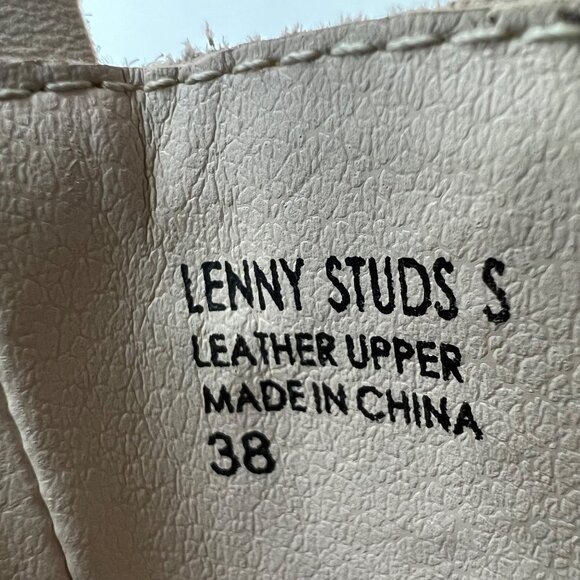 LENNY STUDS S
LEATHER UPPER
MADE IN CHINA
38